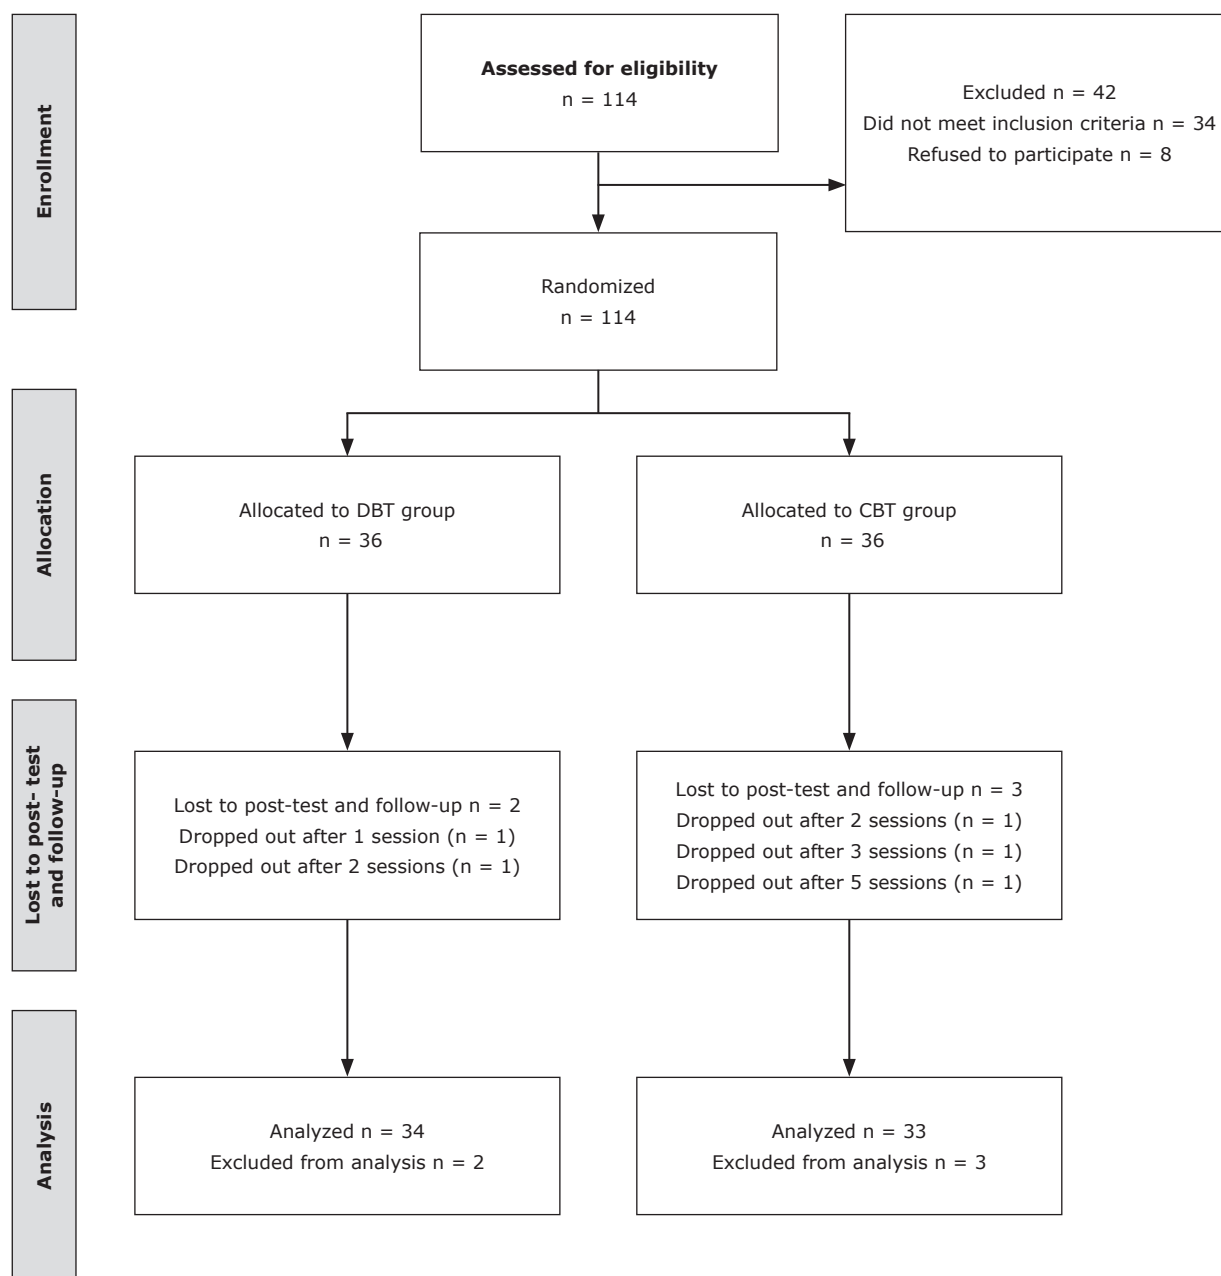 Enrollment
Assessed for eligibility
n = 114
Excluded n = 42
Did not meet inclusion criteria n = 34
Refused to participate n = 8
Randomized
n = 114
Allocation
Allocated to DBT group
n = 36
Allocated to CBT group
n = 36
Lost to post- test
and follow-up
Lost to post-test and follow-up n = 2
Dropped out after 1 session (n = 1)
Dropped out after 2 sessions (n = 1)
Lost to post-test and follow-up n = 3
Dropped out after 2 sessions (n = 1)
Dropped out after 3 sessions (n = 1)
Dropped out after 5 sessions (n = 1)
Analysis
Analyzed n = 34
Excluded from analysis n = 2
Analyzed n = 33
Excluded from analysis n = 3